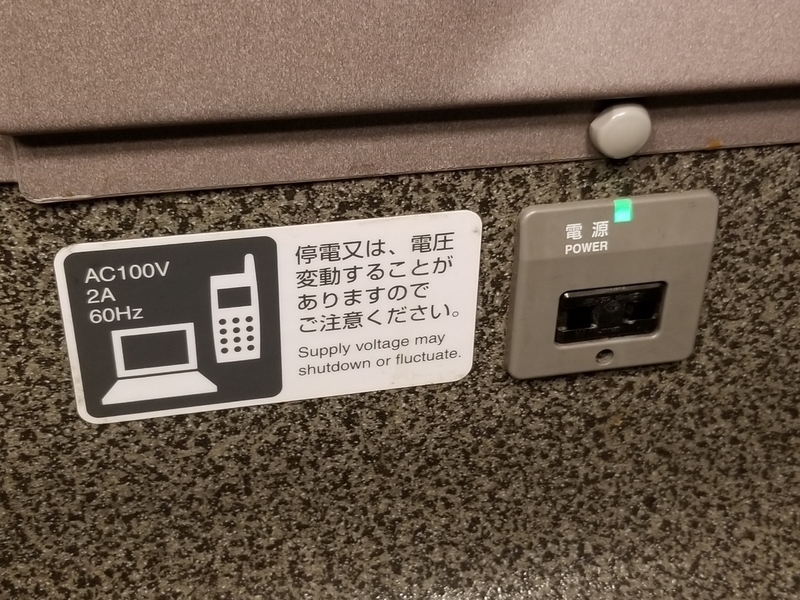 AC100V
2A
60Hz
停電又は、電圧
変動することが
ありますので
ご注意ください。
Supply voltage may
shutdown or fluctuate.
電源
POWER